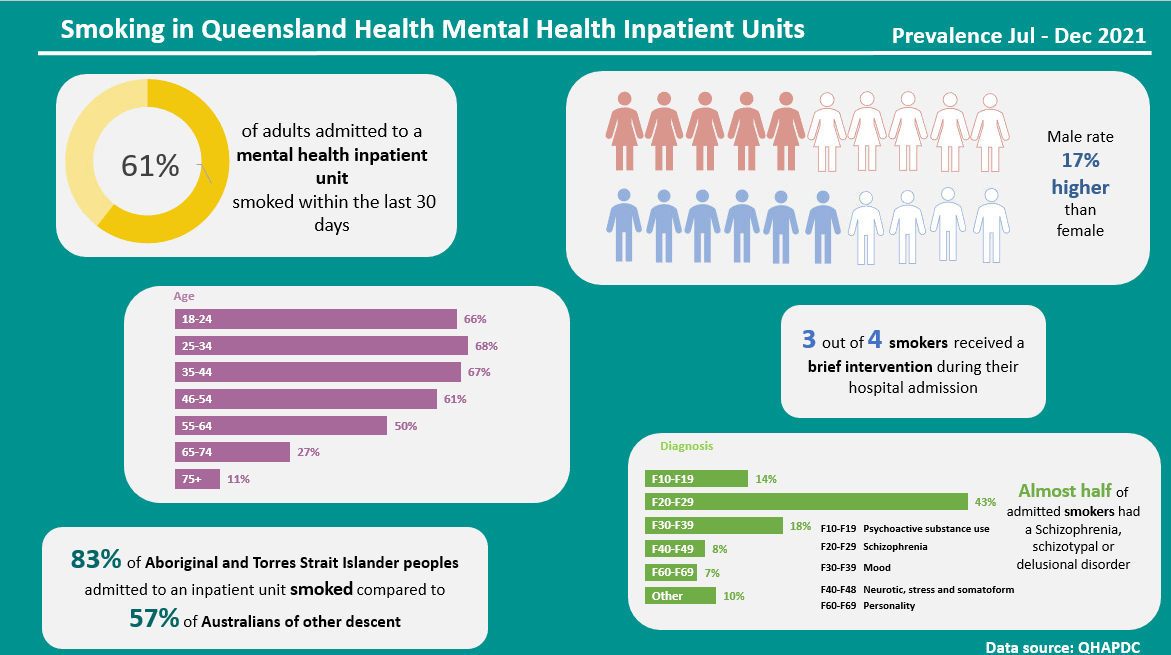 Smoking in Queensland Health Mental Health Inpatient Units
Prevalence Jul - Dec 2021
61%
of adults admitted to a
mental health inpatient
unit
smoked within the last 30
days
Male rate
17%
higher
than
female
Age
18-24 66%
25-34 68%
35-44 67%
46-54 61%
55-64 50%
65-74 27%
75+ 11%
3 out of 4 smokers received a
brief intervention during their
hospital admission
83% of Aboriginal and Torres Strait Islander peoples
admitted to an inpatient unit smoked compared to
57% of Australians of other descent
Diagnosis
F10-F19 14%
F20-F29 43%
F30-F39 18%
F40-F49 8%
F60-F69 7%
Other 10%
F10-F19 Psychoactive substance use
F20-F29 Schizophrenia
F30-F39 Mood
F40-F48 Neurotic, stress and somatoform
F60-F69 Personality
Almost half of
admitted smokers had
a Schizophrenia,
schizotypal or
delusional disorder
Data source: QHAPDC